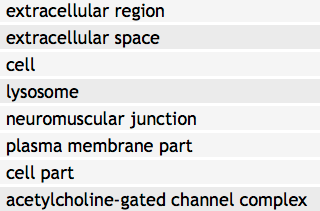 extracellular region
extracellular space
cell
lysosome
neuromuscular junction
plasma membrane part
cell part
acetylcholine-gated channel complex